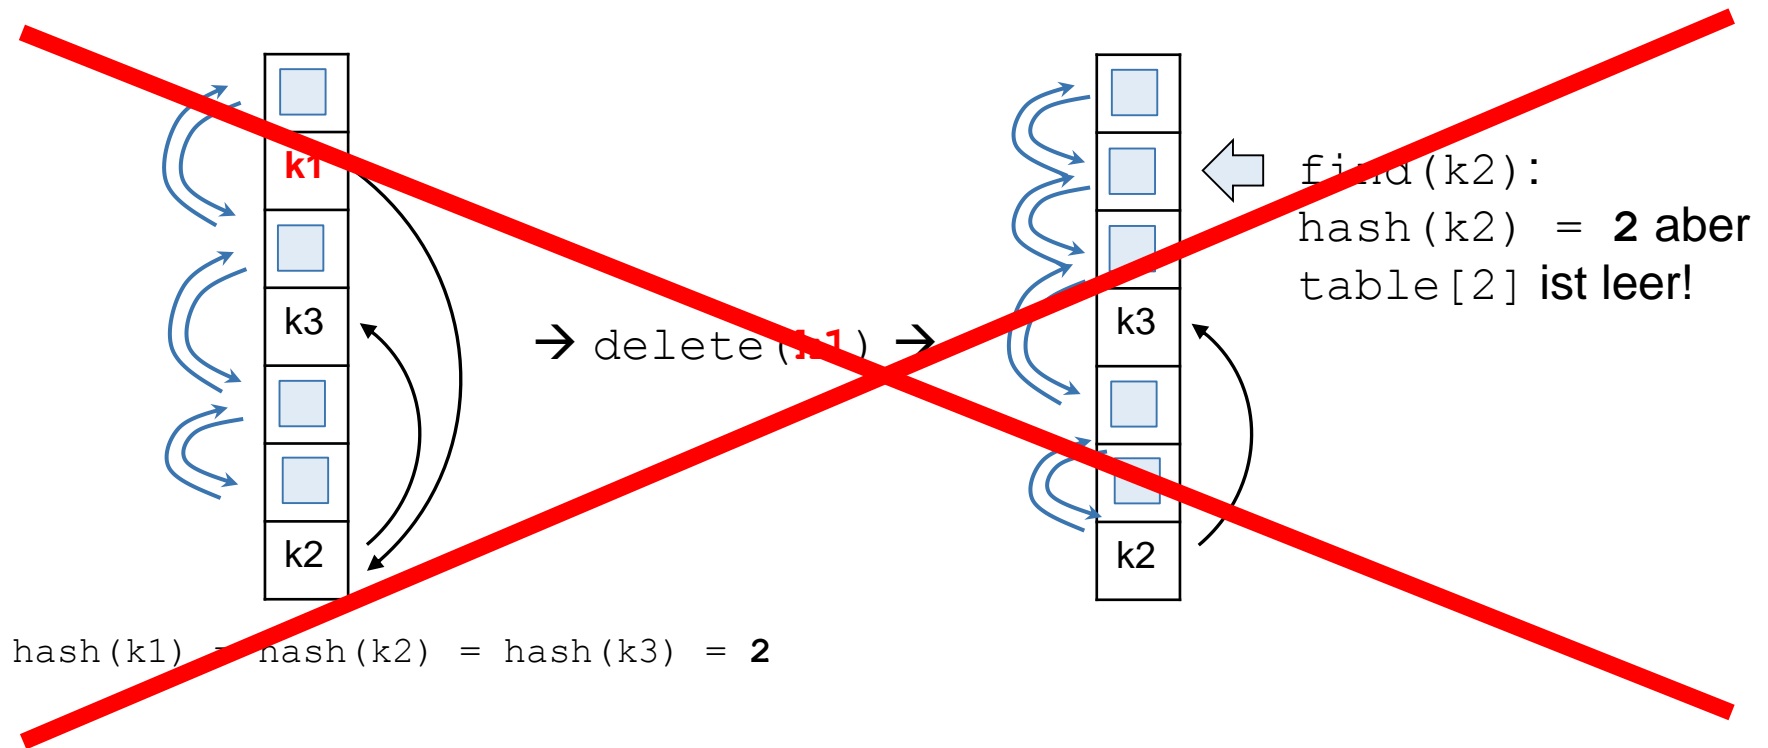 k1
k3
k2
→ delete(k1) →
k3
k2
find(k2):
hash(k2) = 2 aber
table[2] ist leer!
hash(k1) = hash(k2) = hash(k3) = 2